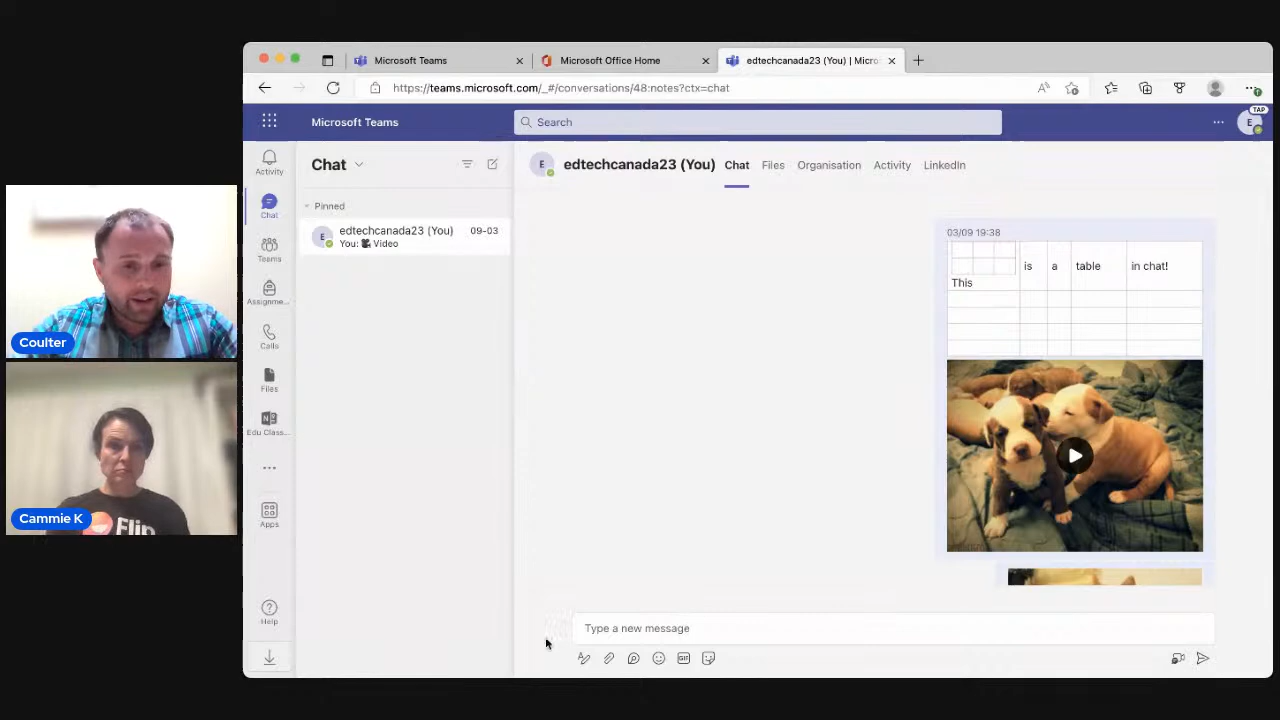 Microsoft Teams
Microsoft Office Home
edtechcanada23 (You) | Micro
https://teams.microsoft.com/_#/conversations/48:notes?ctx=chat
Microsoft Teams
Search
TAP
E
Activity
Chat
Teams
Assignme...
Calls
Files
Edu Class...
Apps
Help
Chat
Pinned
E
edtechcanada23 (You)
09-03
You: Video
E
edtechcanada23 (You)
Chat
Files
Organisation
Activity
LinkedIn
03/09 19:38
This
is
a
table
in chat!
Type a new message
GIF
Coulter
Flip
Cammie K